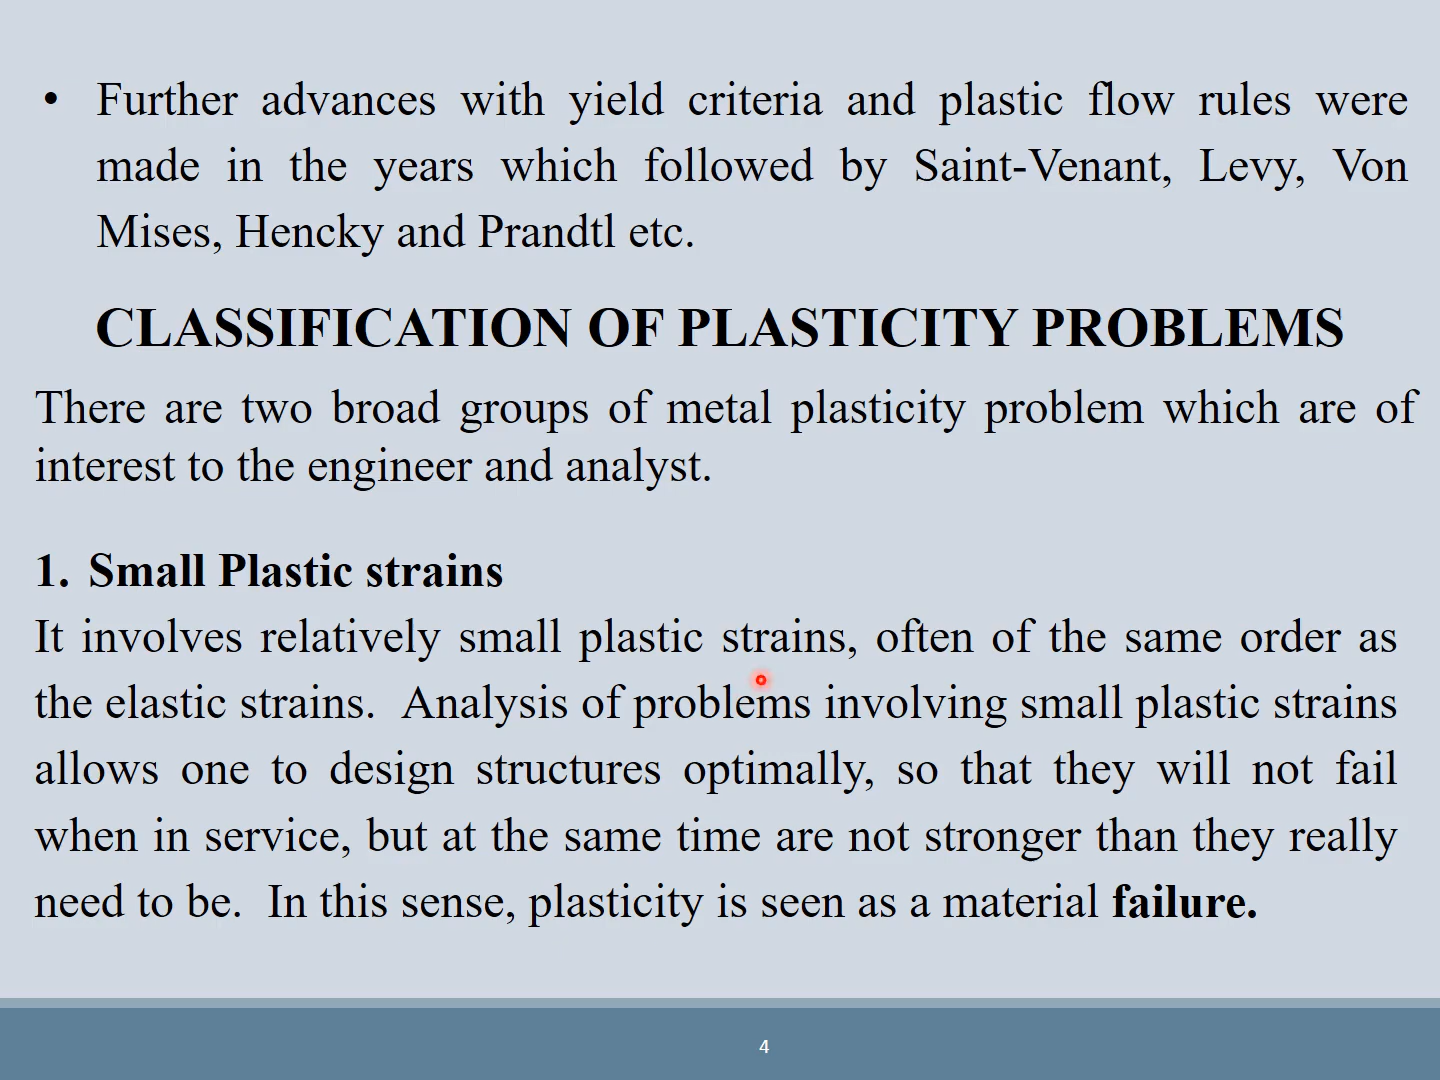 • Further advances with yield criteria and plastic flow rules were
made in the years which followed by Saint-Venant, Levy, Von
Mises, Hencky and Prandtl etc.
CLASSIFICATION OF PLASTICITY PROBLEMS
There are two broad groups of metal plasticity problem which are of
interest to the engineer and analyst.
1. Small Plastic strains
It involves relatively small plastic strains, often of the same order as
the elastic strains. Analysis of problems involving small plastic strains
allows one to design structures optimally, so that they will not fail
when in service, but at the same time are not stronger than they really
need to be. In this sense, plasticity is seen as a material failure.
4